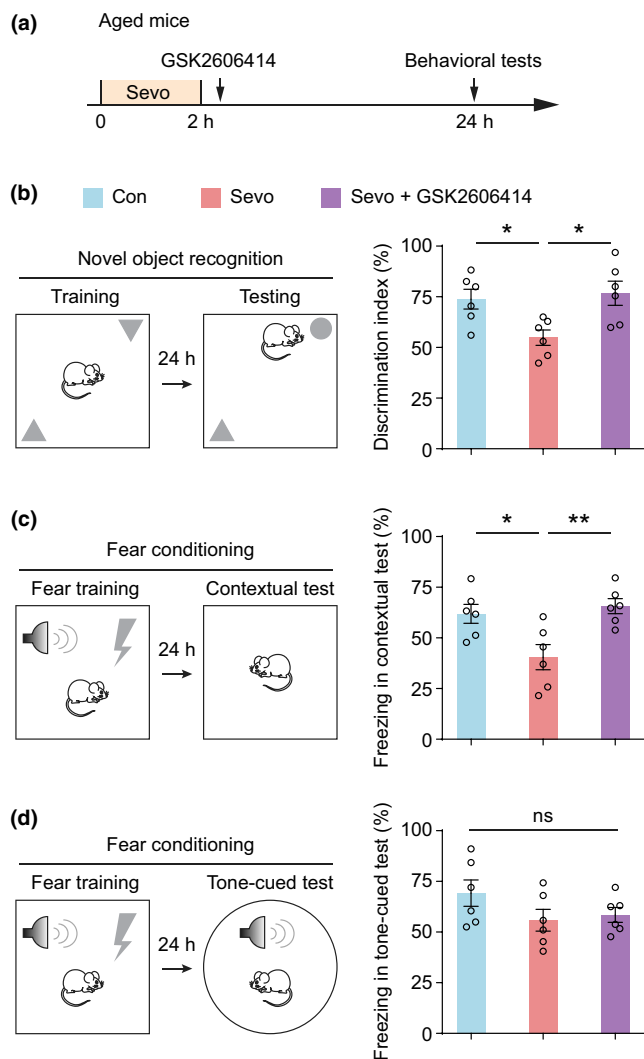 (a)
Aged mice
GSK2606414
Behavioral tests
Sevo
0
2 h
24 h
(b)
Con
Sevo
Sevo + GSK2606414
Novel object recognition
Training
Testing
24 h
Discrimination index (%)
100
75
50
25
0
*
*
(c)
Fear conditioning
Fear training
Contextual test
24 h
Freezing in contextual test (%)
100
75
50
25
0
*
**
(d)
Fear conditioning
Fear training
Tone-cued test
24 h
Freezing in tone-cued test (%)
100
75
50
25
0
ns